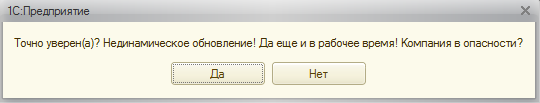 1С:Предприятие
Точно уверен(а)? Нединамическое обновление! Да еще и в рабочее время! Компания в опасности?
Да
Нет